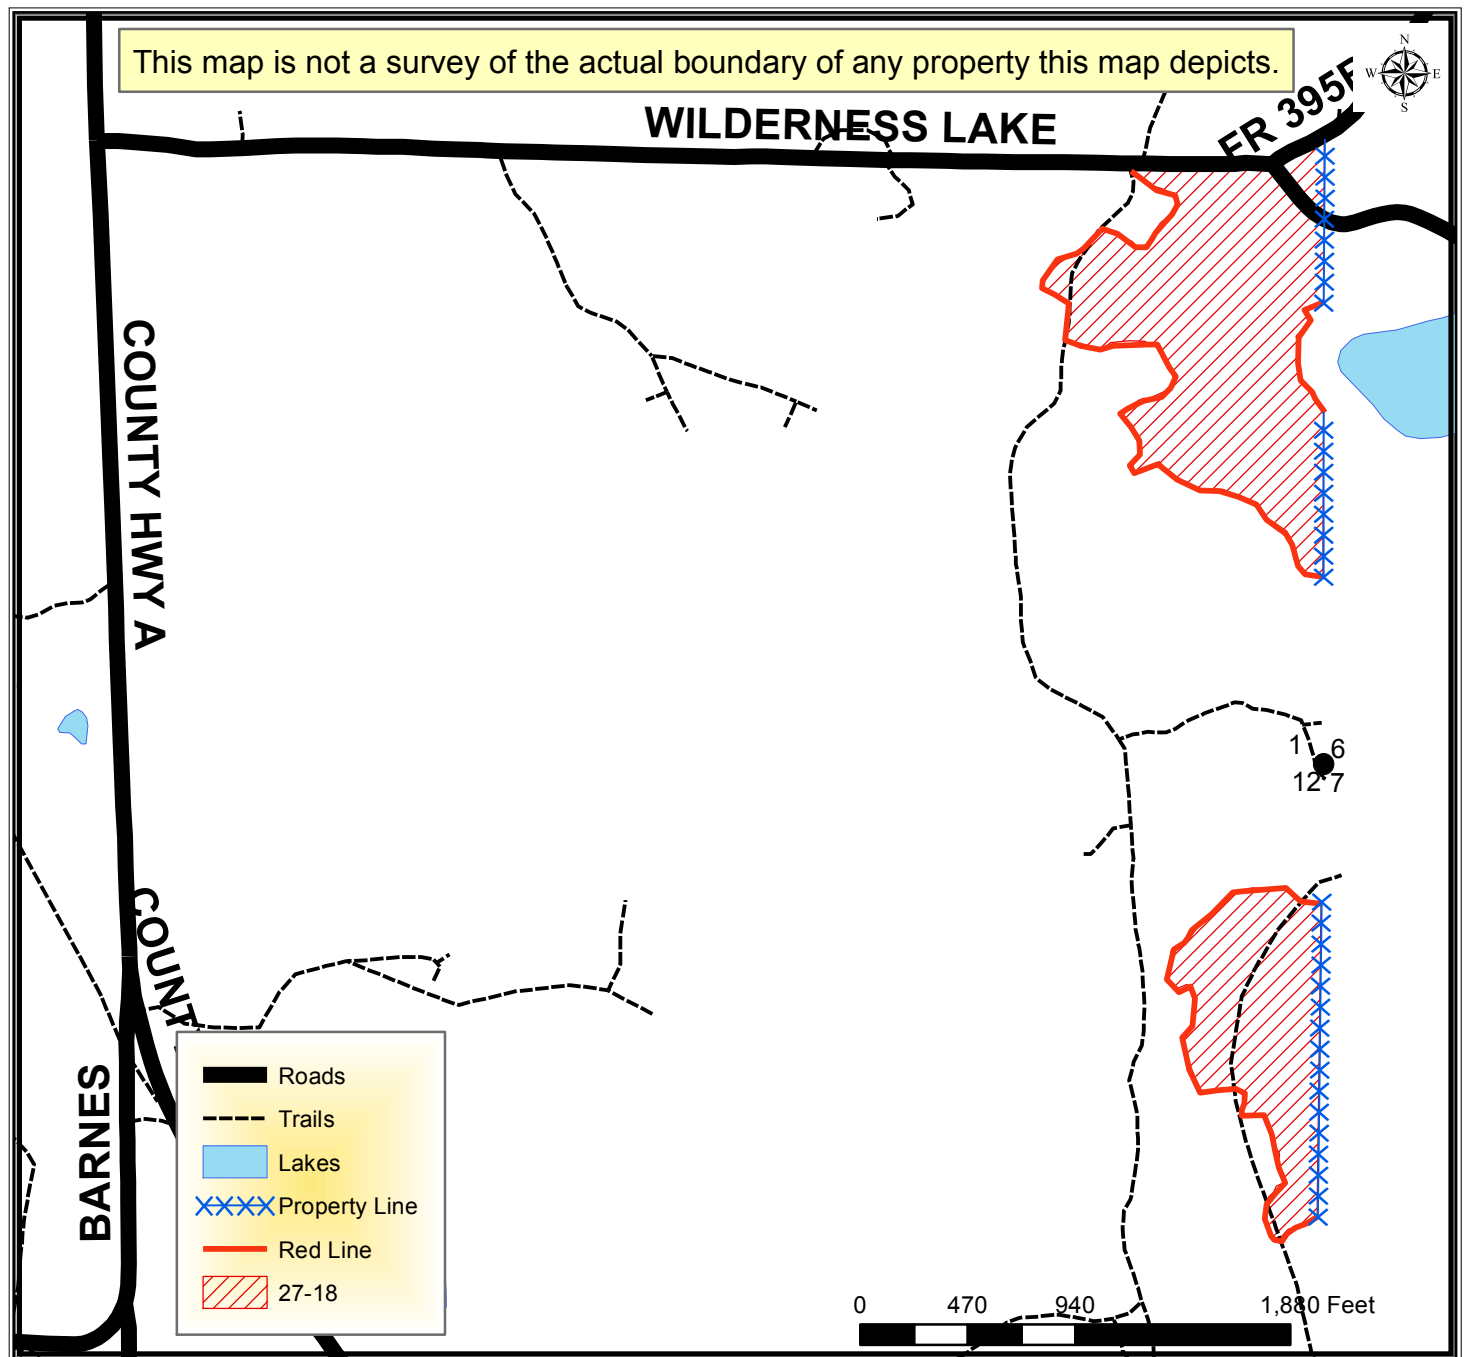 This map is not a survey of the actual boundary of any property this map depicts.
N
W E
S
FR 395
WILDERNESS LAKE
COUNTY HWY A
1 6
12 7
COUNT
BARNES
Roads
Trails
Lakes
Property Line
Red Line
27-18
0 470 940 1,880 Feet